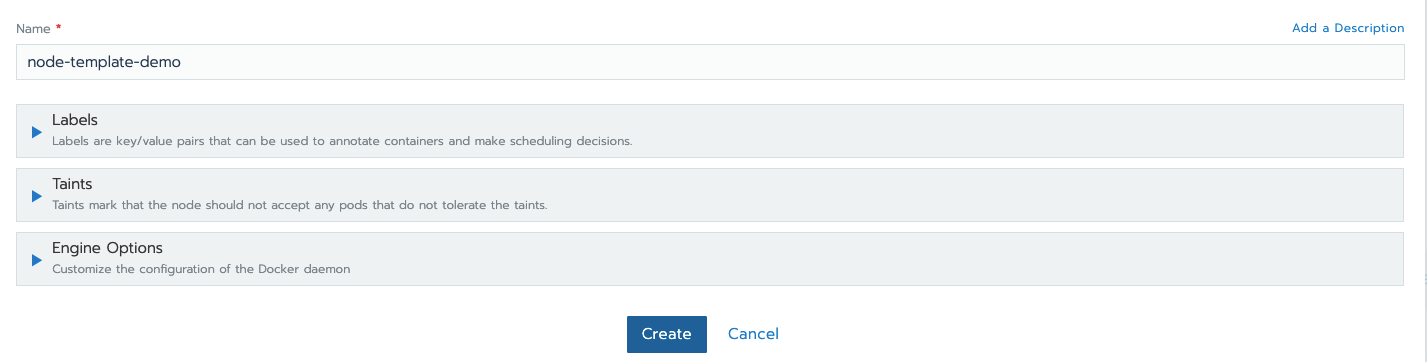 Name *
Add a Description
node-template-demo
Labels
Labels are key/value pairs that can be used to annotate containers and make scheduling decisions.
Taints
Taints mark that the node should not accept any pods that do not tolerate the taints.
Engine Options
Customize the configuration of the Docker daemon
Create
Cancel